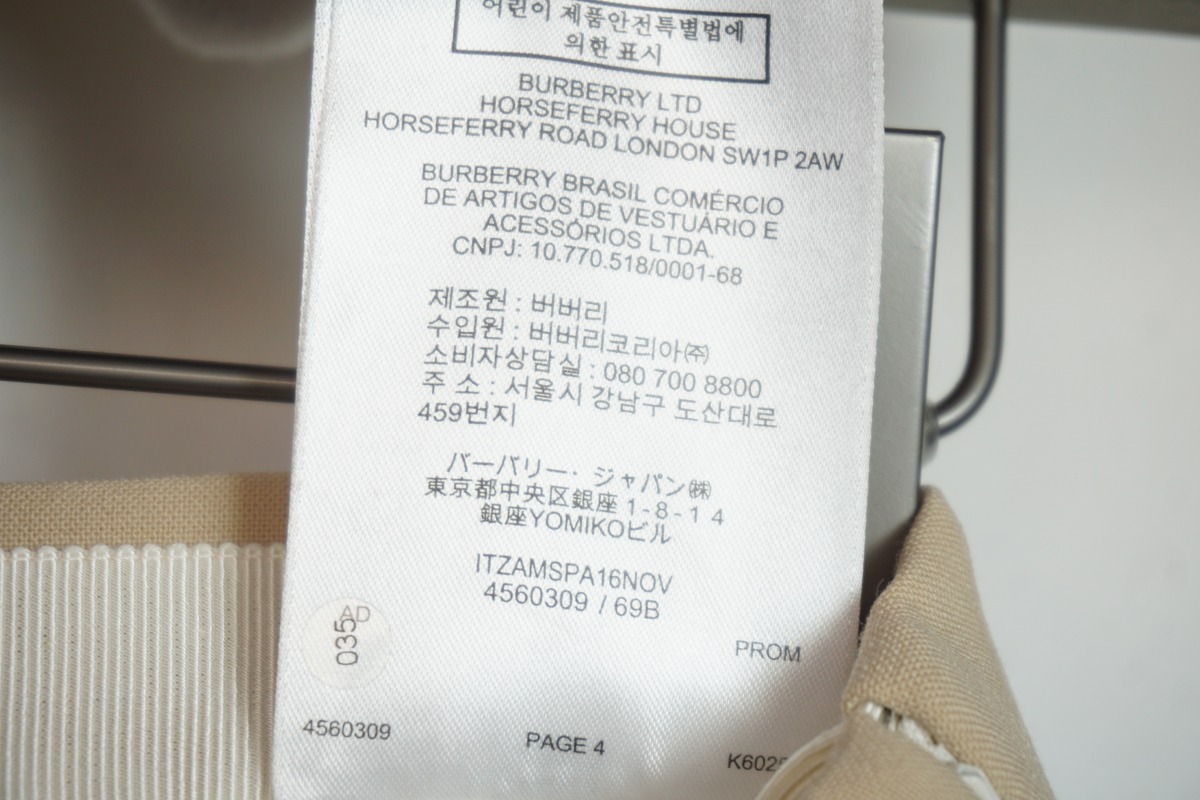 어린이 제품안전특별법에
의한 표시
BURBERRY LTD
HORSEFERRY HOUSE
HORSEFERRY ROAD LONDON SW1P 2AW
BURBERRY BRASIL COMÉRCIO
DE ARTIGOS DE VESTUÁRIO E
ACESSÓRIOS LTDA.
CNPJ: 10.770.518/0001-68
제조원 : 버버리
수입원 : 버버리코리아㈜
소비자상담실 : 080 700 8800
주 소 : 서울시 강남구 도산대로
459번지
バーバリー・ジャパン㈱
東京都中央区銀座1-8-14
銀座YOMIKOビル
ITZAMSPA16NOV
4560309 / 69B
AD
035
PROM
4560309
PAGE 4